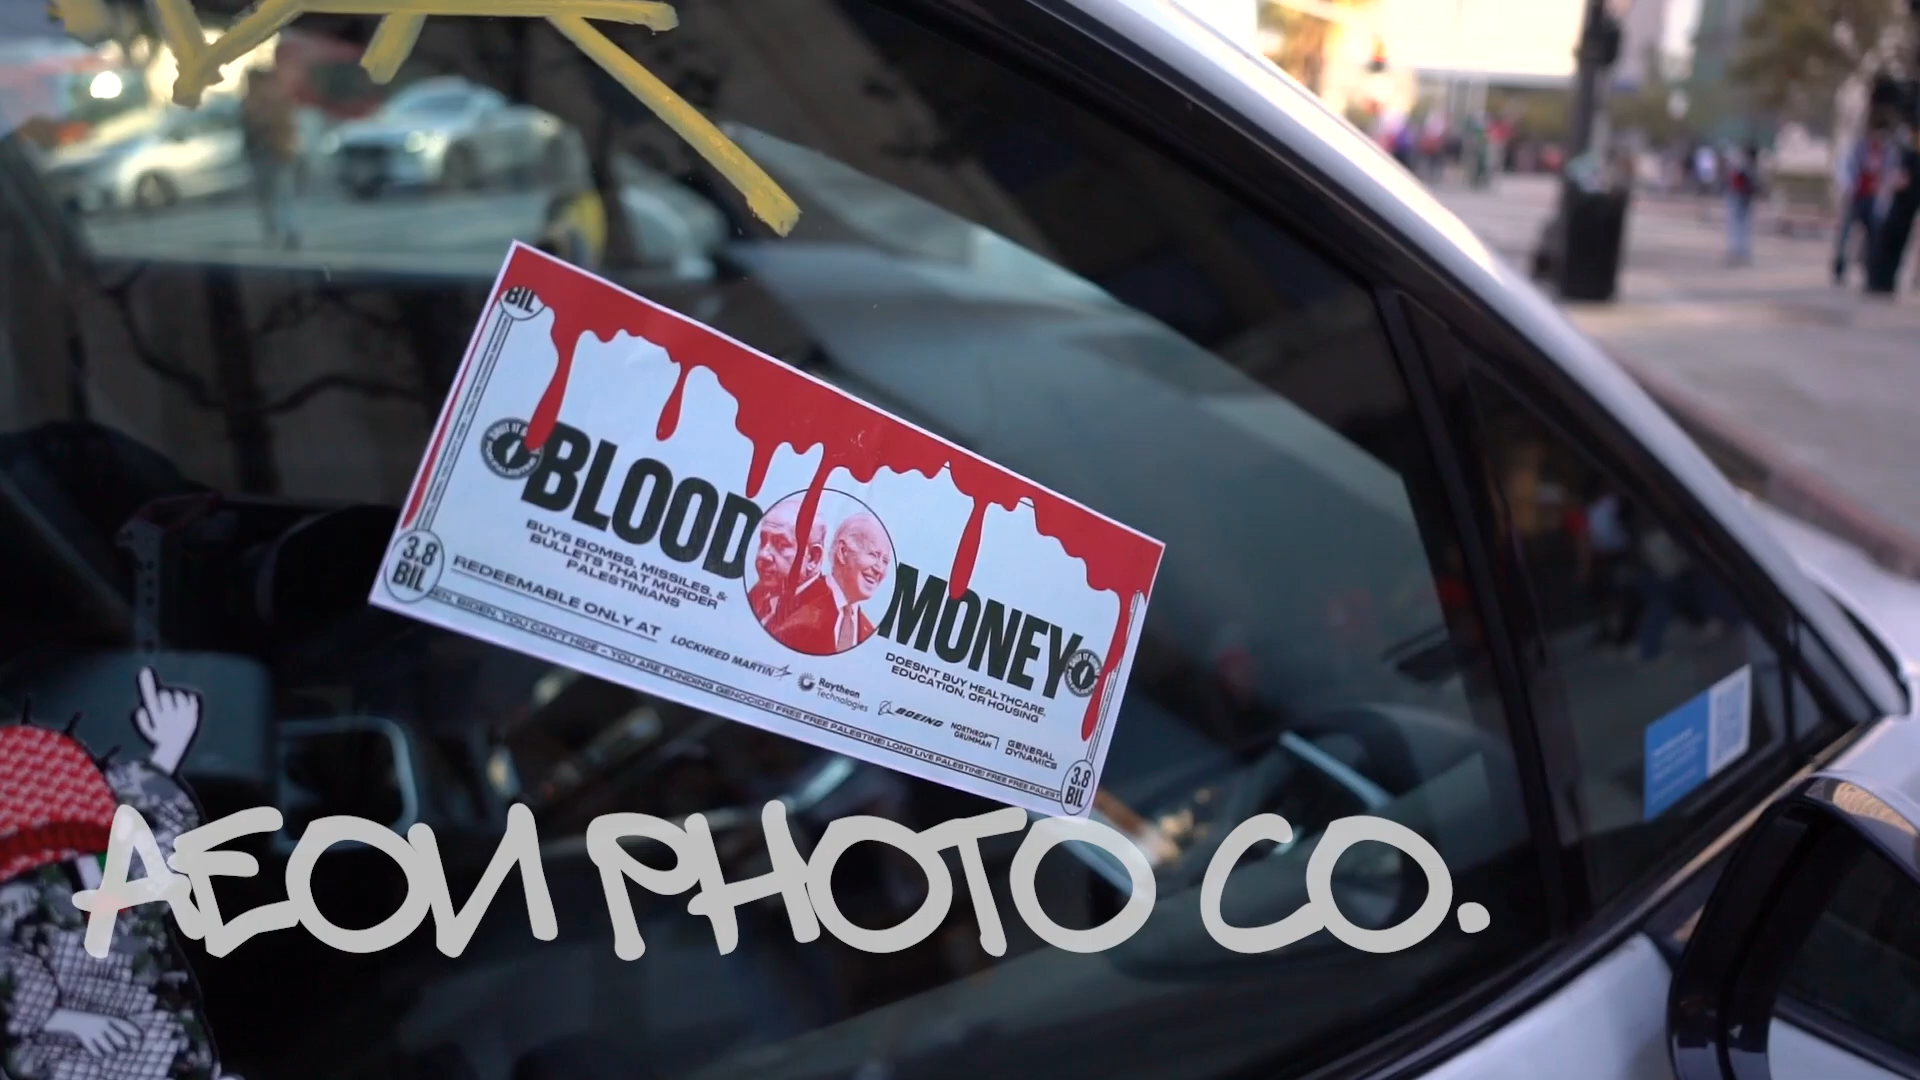 BIL
BLOOD
BUYS BOMBS, MISSILES, &
BULLETS THAT MURDER
PALESTINIANS
MONEY
DOESN'T BUY HEALTHCARE,
EDUCATION, OR HOUSING
3.8
BIL
REDEEMABLE ONLY AT
LOCKHEED MARTIN
Raytheon
Technologies
BOEING
NORTHROP
GRUMMAN
GENERAL
DYNAMICS
BIDEN, YOU CAN'T HIDE - YOU ARE FUNDING GENOCIDE! FREE FREE PALESTINE! LONG LIVE PALESTINE! FREE FREE PALEST
3.8
BIL
AEON PHOTO CO.